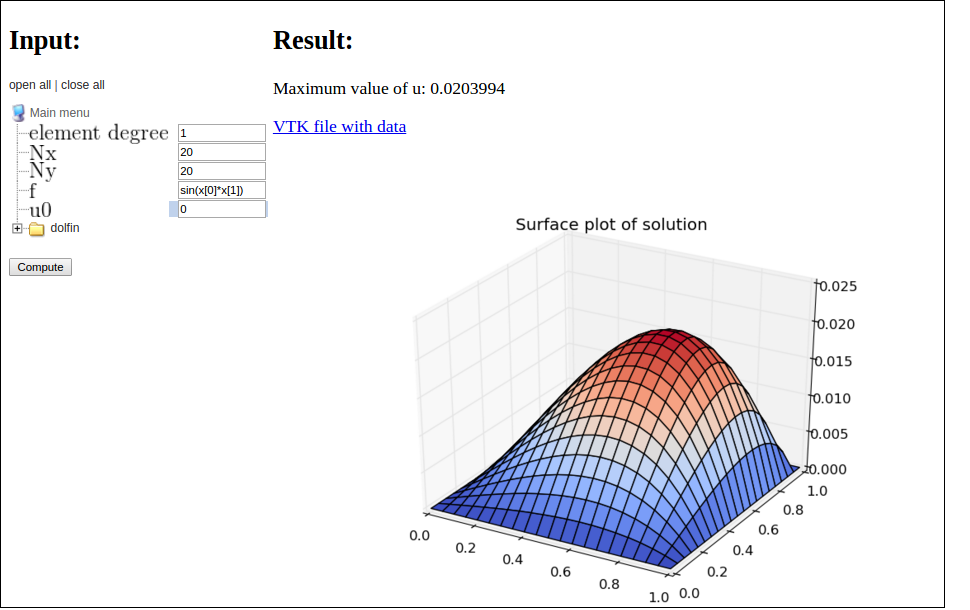 Input:
open all | close all
Main menu
element degree 1
Nx 20
Ny 20
f sin(x[0]*x[1])
u0 0
dolfin
Compute
Result:
Maximum value of u: 0.0203994
VTK file with data
Surface plot of solution
0.025
0.020
0.015
0.010
0.005
0.000
0.0
0.2
0.4
0.6
0.8
1.0
0.0
0.2
0.4
0.6
0.8
1.0